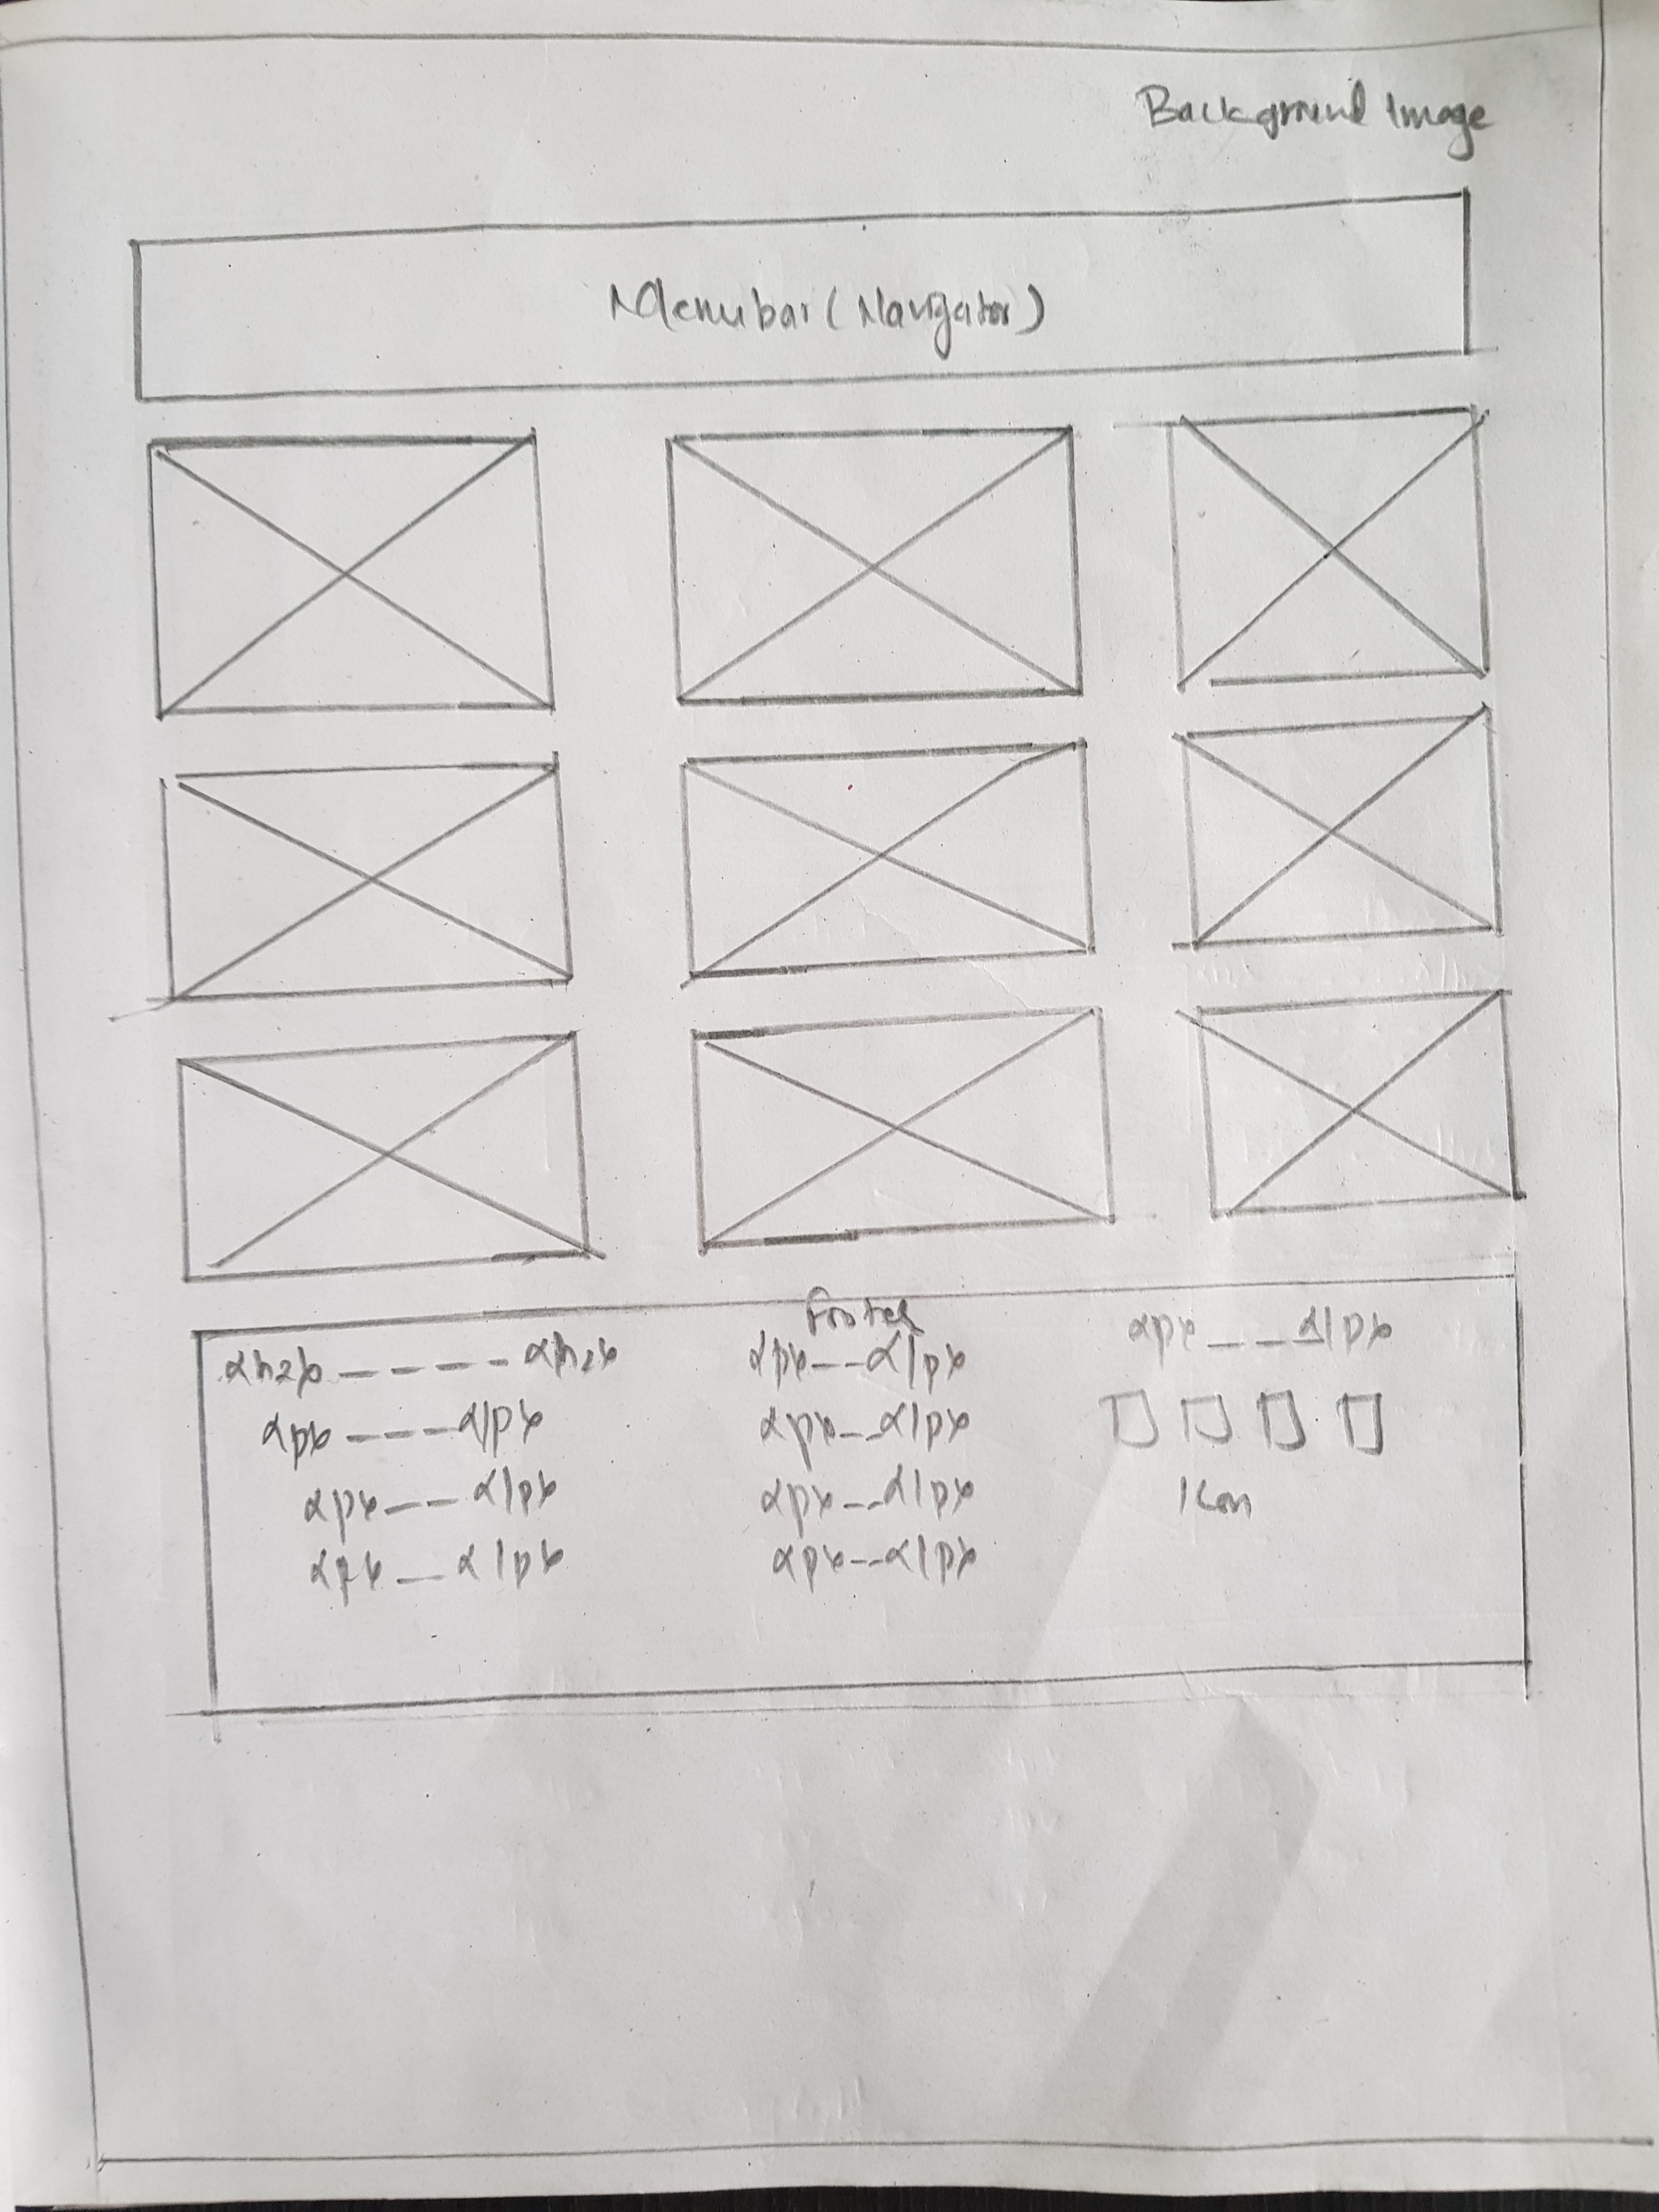 Background Image
Menubar (Navigator)
Footer
<h2> - - - - <h2>
<p> - - - </p>
<p> - - </p>
<p> - </p>
<p> - - </p>
<p> - - </p>
<p> - - </p>
<p> - - </p>
<p> - - </p>
Icon